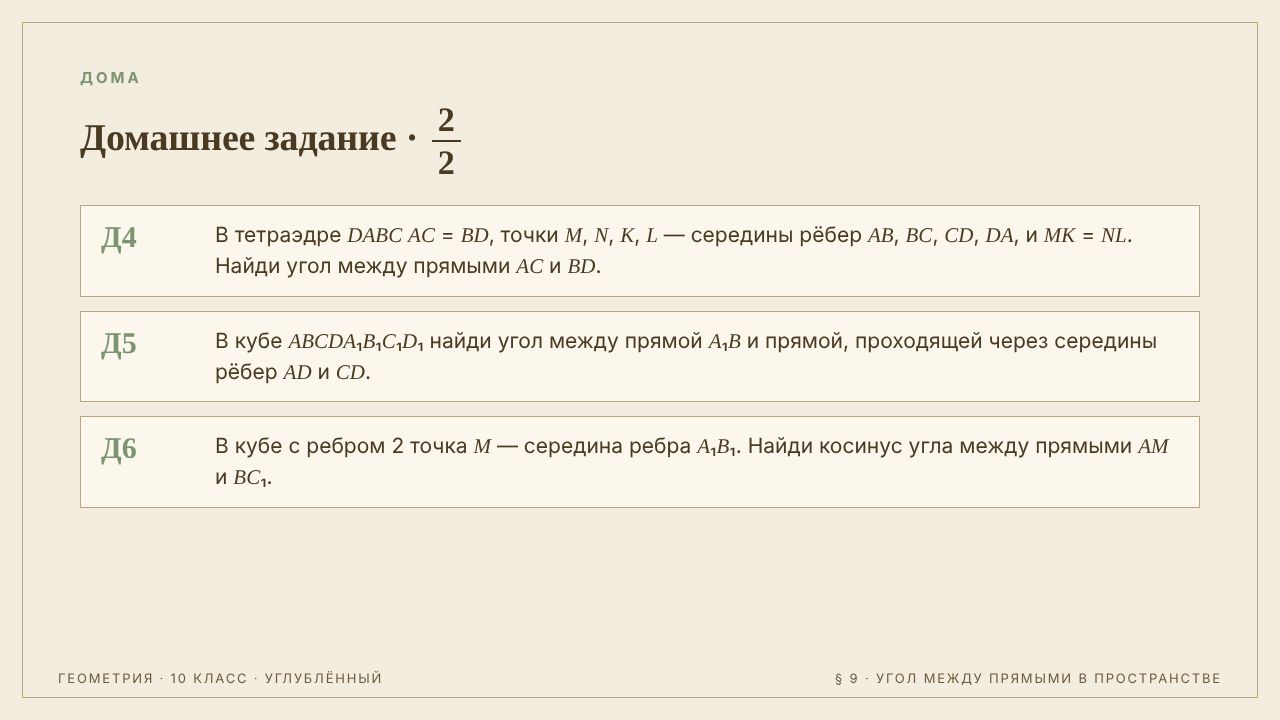 ДОМА
Домашнее задание · 2/2
Д4
В тетраэдре DABC AC = BD, точки M, N, K, L — середины рёбер AB, BC, CD, DA, и MK = NL.
Найди угол между прямыми AC и BD.
Д5
В кубе ABCDA₁B₁C₁D₁ найди угол между прямой A₁B и прямой, проходящей через середины
рёбер AD и CD.
Д6
В кубе с ребром 2 точка M — середина ребра A₁B₁. Найди косинус угла между прямыми AM
и BC₁.
ГЕОМЕТРИЯ · 10 КЛАСС · УГЛУБЛЁННЫЙ
§ 9 · УГОЛ МЕЖДУ ПРЯМЫМИ В ПРОСТРАНСТВЕ